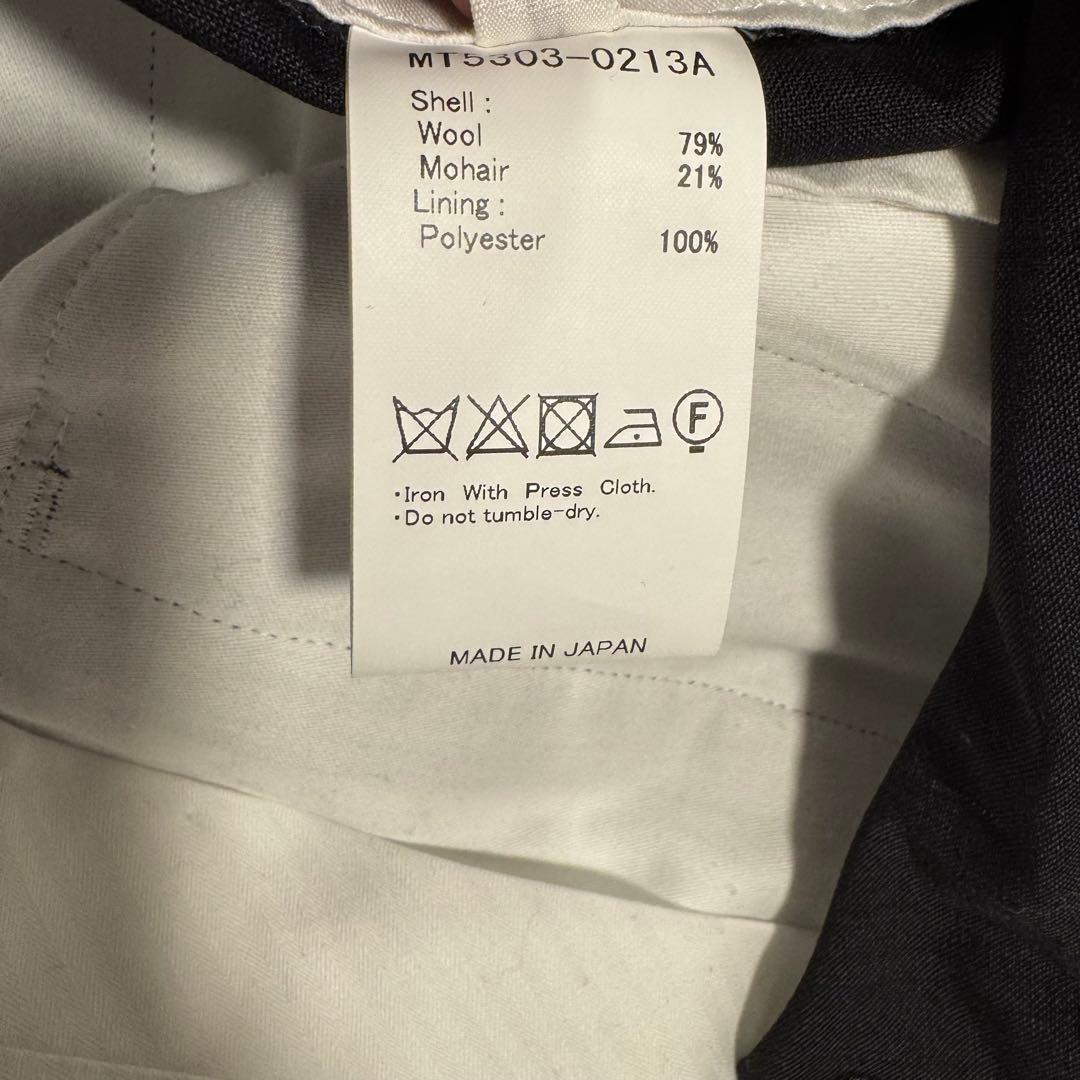 MT5303-0213A
Shell :
Wool 79%
Mohair 21%
Lining :
Polyester 100%
F
・Iron With Press Cloth.
・Do not tumble-dry.
MADE IN JAPAN